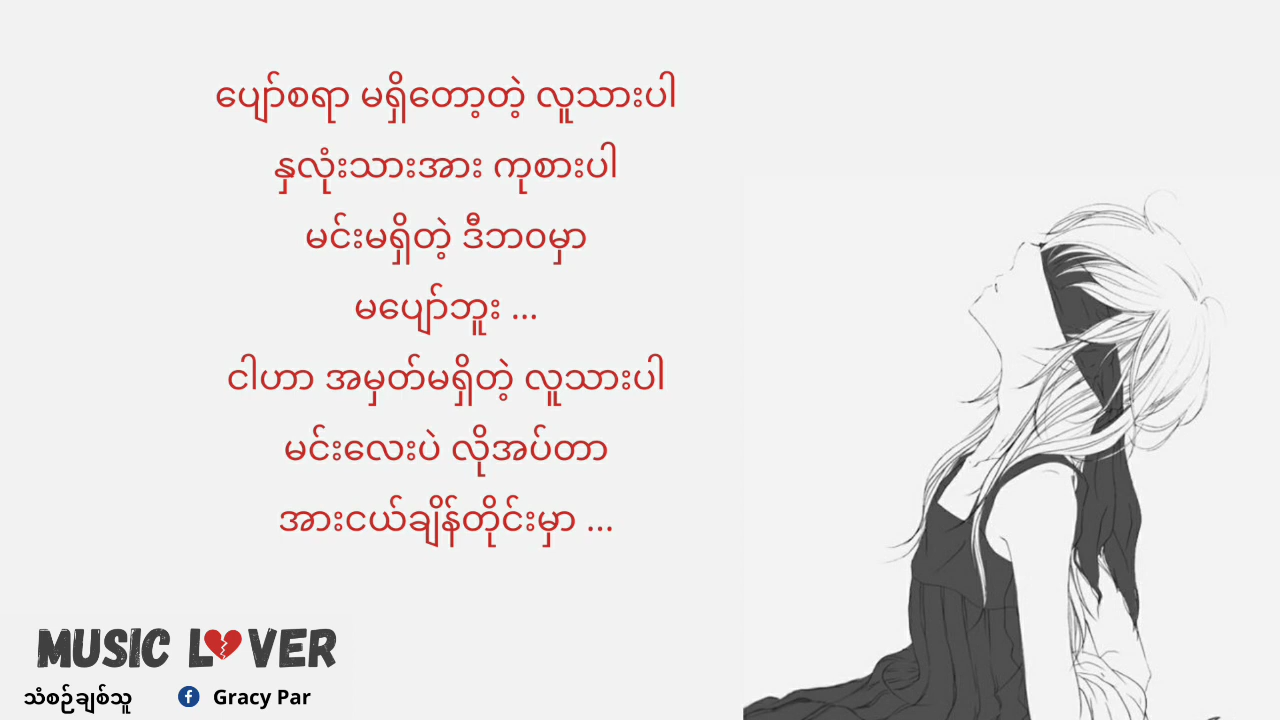 ပျော်စရာ မရှိတော့တဲ့ လူသားပါ
နှလုံးသားအား ကုစားပါ
မင်းမရှိတဲ့ ဒီဘဝမှာ
မပျော်ဘူး ...
ငါဟာ အမှတ်မရှိတဲ့ လူသားပါ
မင်းလေးပဲ လိုအပ်တာ
အားငယ်ချိန်တိုင်းမှာ ...
MUSIC L💔VER
သံစဉ်ချစ်သူ
Gracy Par